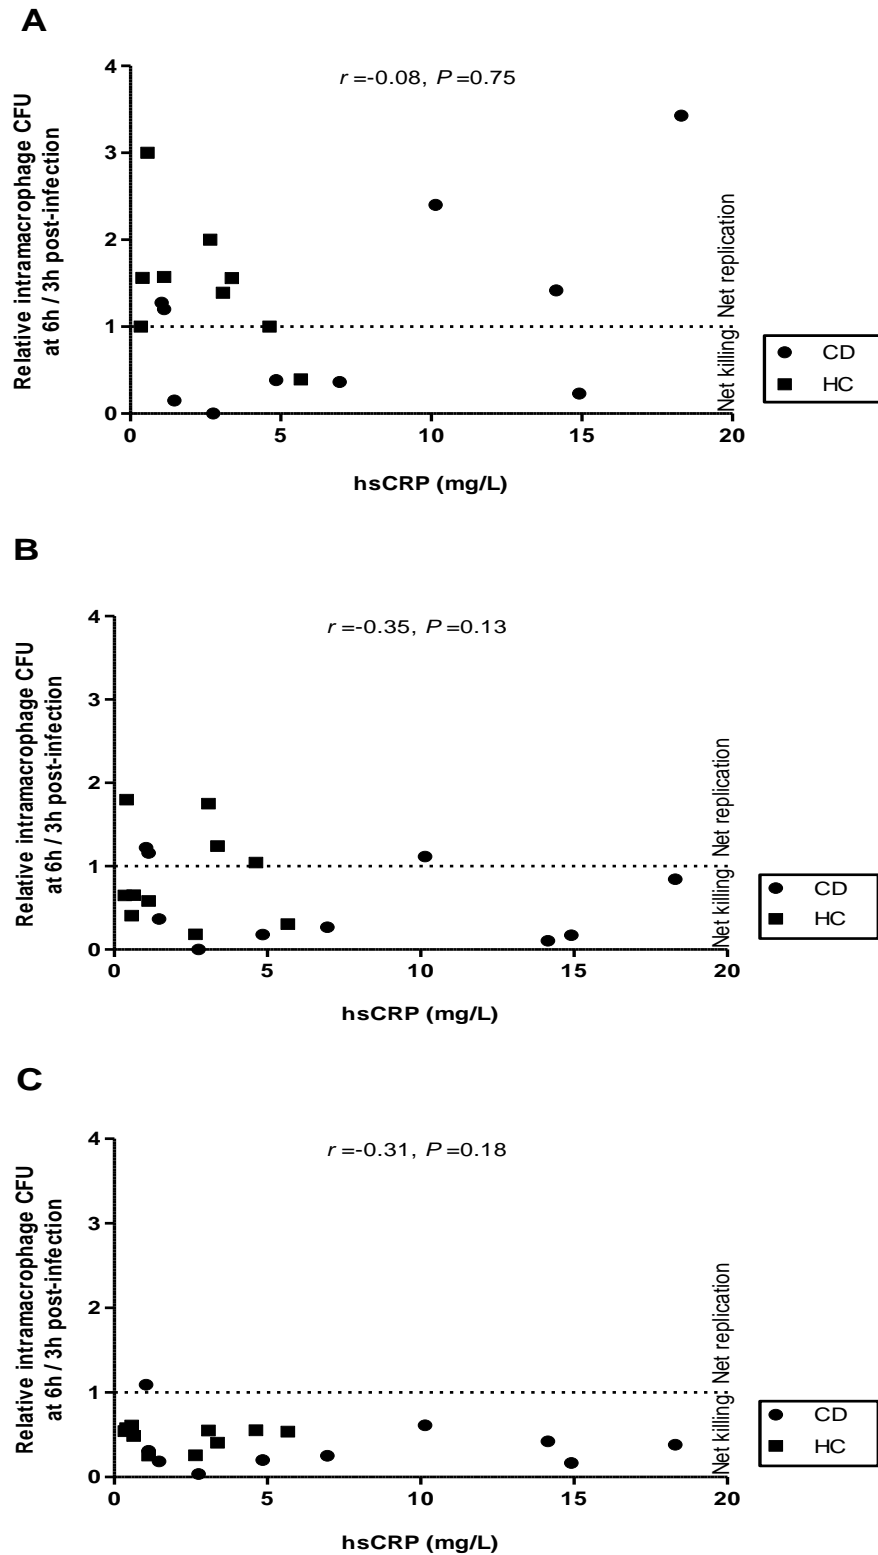 A
r=-0.08, P=0.75
Relative intramacrophage CFU
at 6h / 3h post-infection
4
3
2
1
0
0 5 10 15 20
hsCRP (mg/L)
Net killing: Net replication
CD
HC
B
r=-0.35, P=0.13
Relative intramacrophage CFU
at 6h / 3h post-infection
4
3
2
1
0
0 5 10 15 20
hsCRP (mg/L)
Net killing: Net replication
CD
HC
C
r=-0.31, P=0.18
Relative intramacrophage CFU
at 6h / 3h post-infection
4
3
2
1
0
0 5 10 15 20
hsCRP (mg/L)
Net killing: Net replication
CD
HC